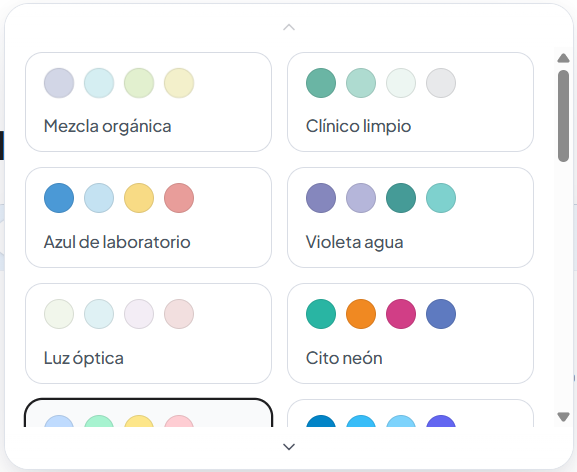 Mezcla orgánica
Clínico limpio
Azul de laboratorio
Violeta agua
Luz óptica
Cito neón